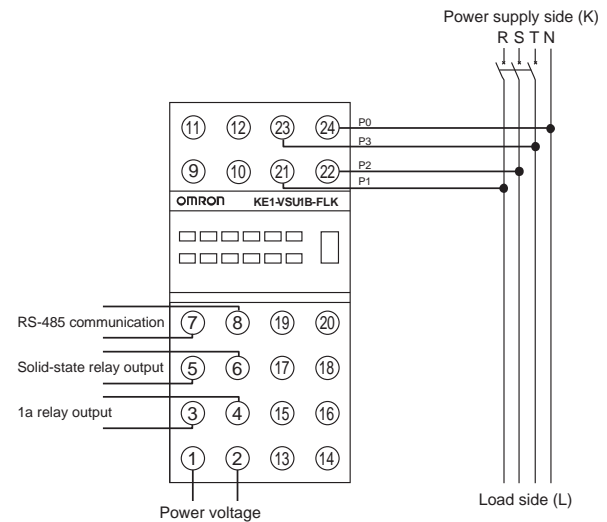 Power supply side (K)
R S T N
11 12 23 24 P0
P3
9 10 21 22 P2
P1
OMRON KE1-VSU1B-FLK
RS-485 communication 7 8 19 20
Solid-state relay output 5 6 17 18
1a relay output 3 4 15 16
1 2 13 14
Load side (L)
Power voltage